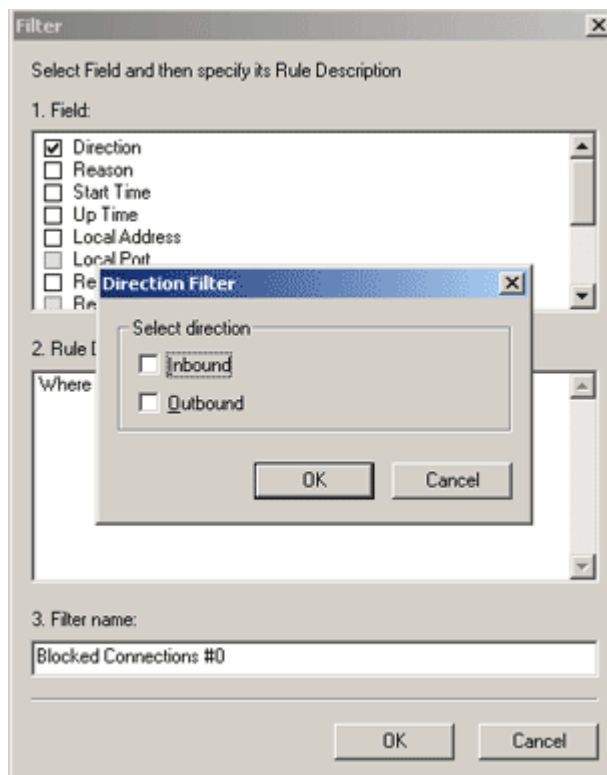 Filter
Select Field and then specify its Rule Description
1. Field:
Direction
Reason
Start Time
Up Time
Local Address
Local Port
Re
Re
Direction Filter
Select direction
Inbound
Outbound
OK
Cancel
2. Rule
Where
3. Filter name:
Blocked Connections #0
OK
Cancel